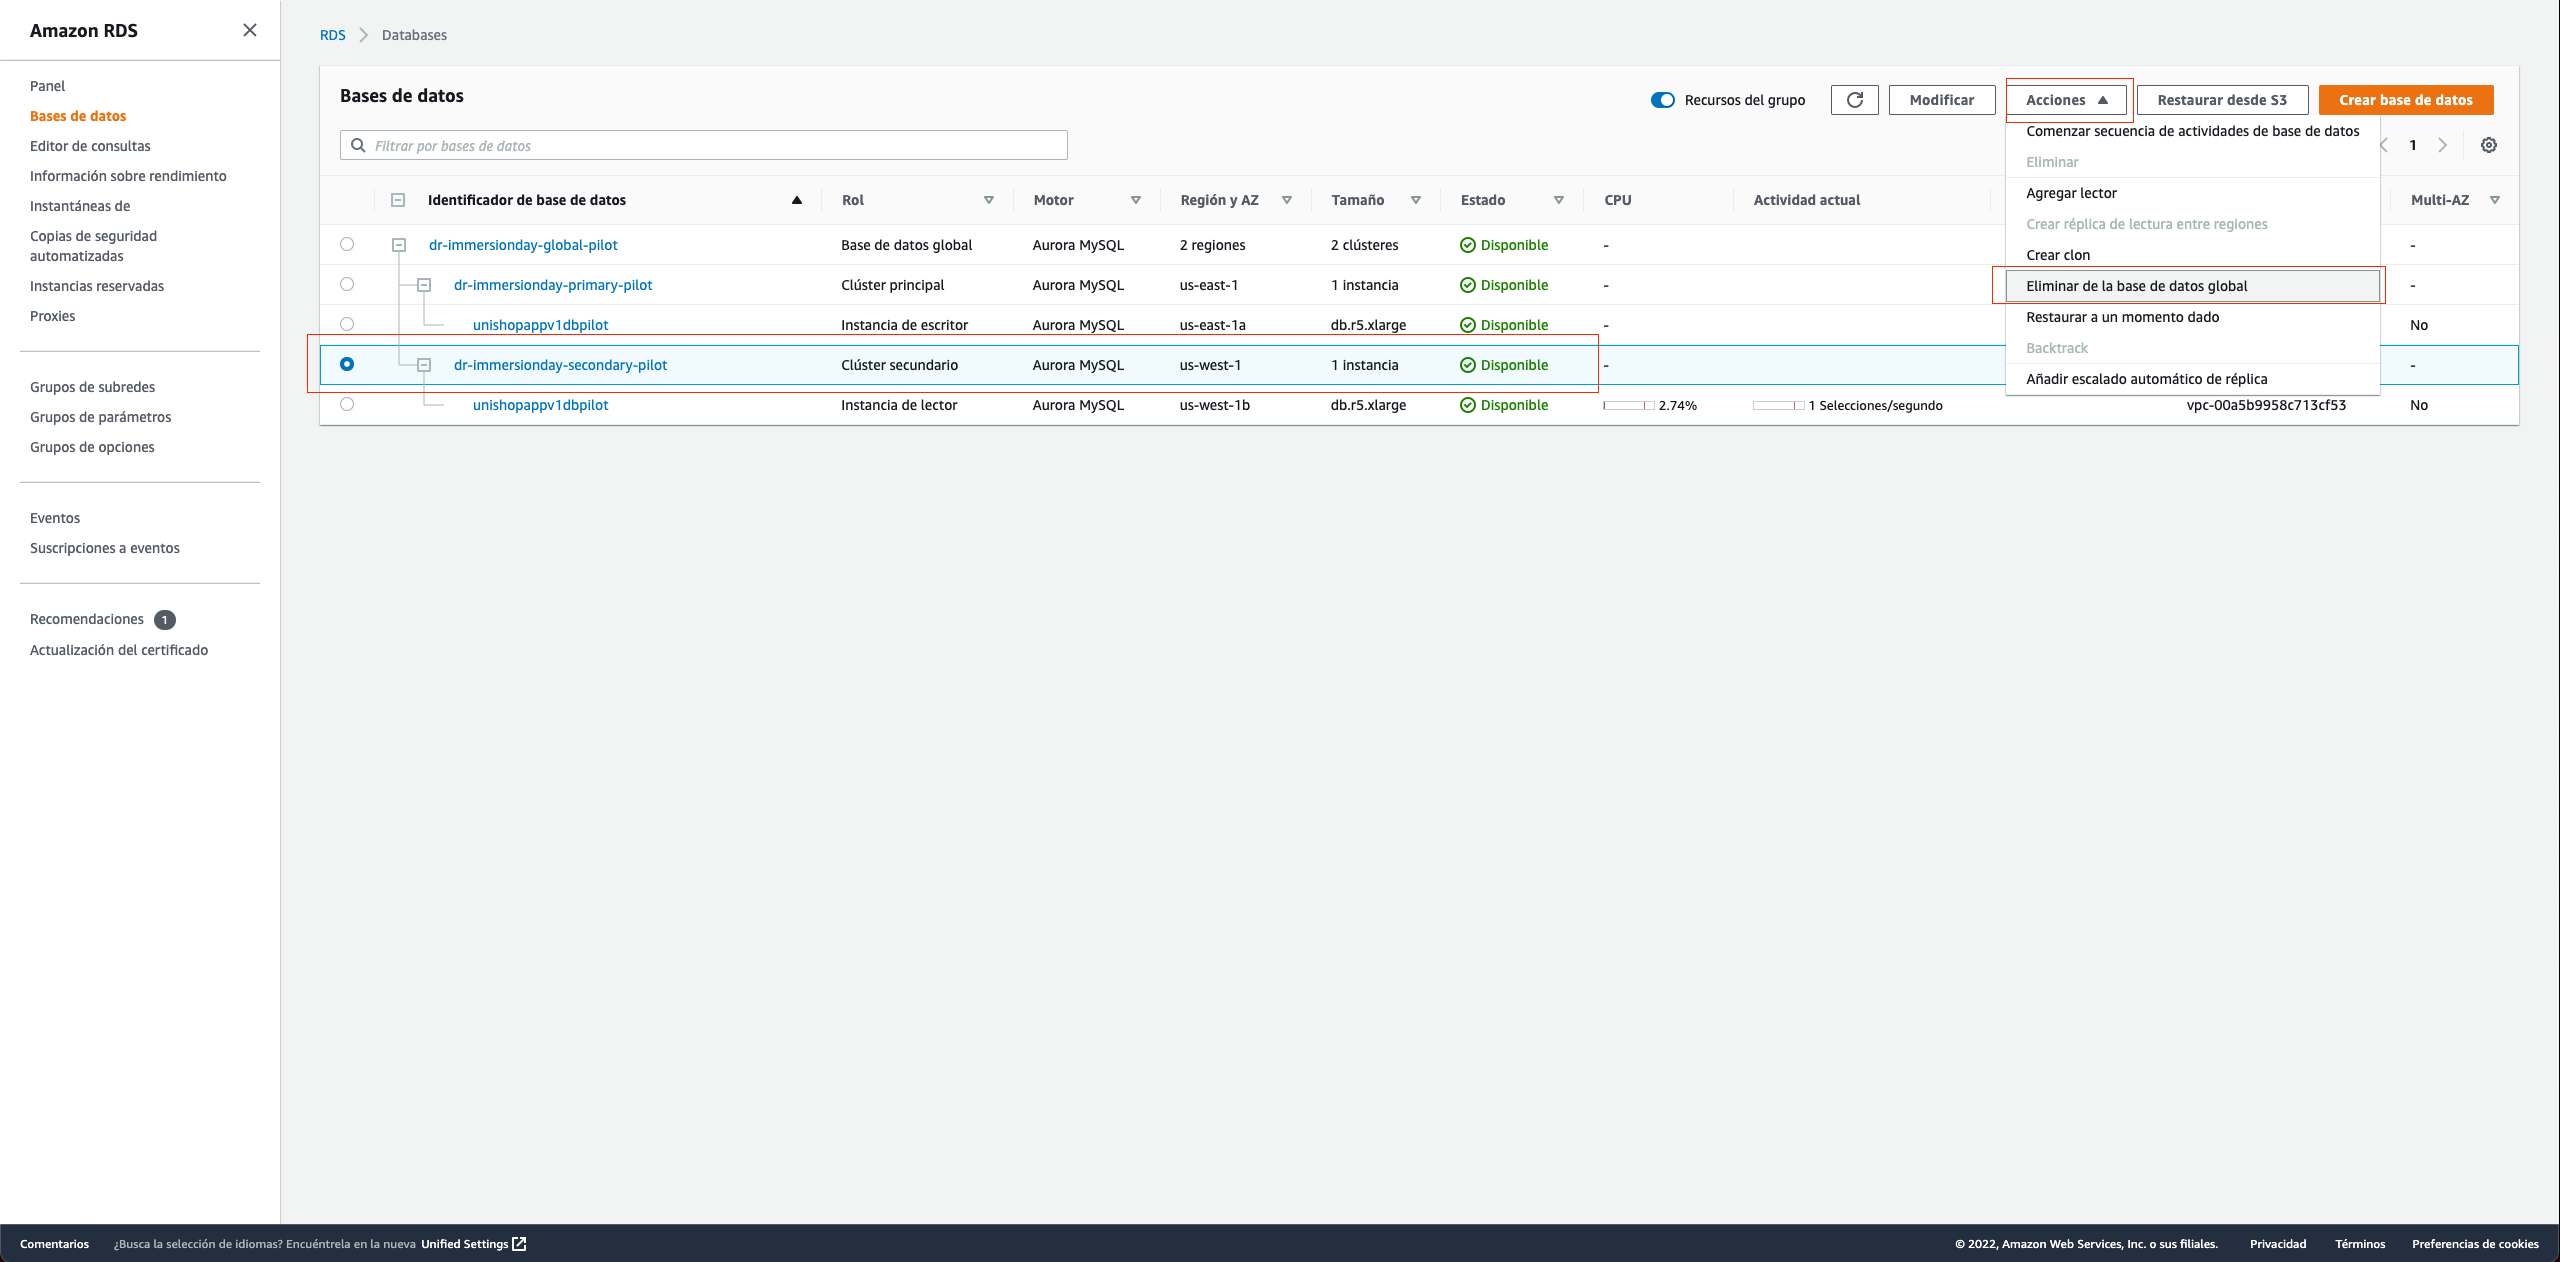 Amazon RDS
Panel
Bases de datos
Editor de consultas
Información sobre rendimiento
Instantáneas de
Copias de seguridad
automatizadas
Instancias reservadas
Proxies
Grupos de subredes
Grupos de parámetros
Grupos de opciones
Eventos
Suscripciones a eventos
Recomendaciones 1
Actualización del certificado
RDS Databases
Bases de datos
Recursos del grupo Modificar Acciones Restaurar desde S3 Crear base de datos
Filtrar por bases de datos
1
Comenzar secuencia de actividades de base de datos
Eliminar
Agregar lector
Crear réplica de lectura entre regiones
Crear clon
Eliminar de la base de datos global
Restaurar a un momento dado
Backtrack
Añadir escalado automático de réplica
Identificador de base de datos Rol Motor Región y AZ Tamaño Estado CPU Actividad actual Multi-AZ
dr-immersionday-global-pilot Base de datos global Aurora MySQL 2 regiones 2 clústeres Disponible - -
dr-immersionday-primary-pilot Clúster principal Aurora MySQL us-east-1 1 instancia Disponible - -
unishopappv1dbpilot Instancia de escritor Aurora MySQL us-east-1a db.r5.xlarge Disponible - No
dr-immersionday-secondary-pilot Clúster secundario Aurora MySQL us-west-1 1 instancia Disponible - -
unishopappv1dbpilot Instancia de lector Aurora MySQL us-west-1b db.r5.xlarge Disponible 2.74% 1 Selecciones/segundo vpc-00a5b9958c713cf53 No
Comentarios ¿Busca la selección de idiomas? Encuéntrela en la nueva Unified Settings © 2022, Amazon Web Services, Inc. o sus filiales. Privacidad Términos Preferencias de cookies